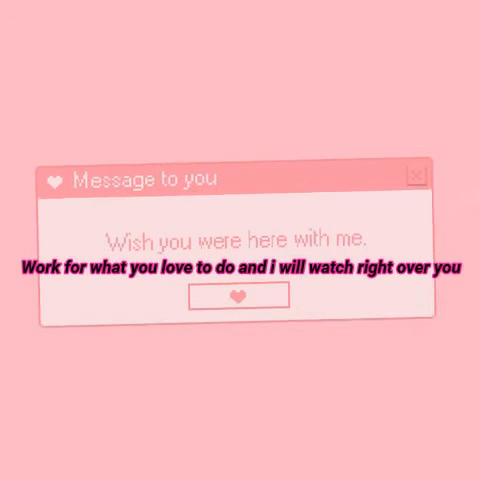 Message to you
Wish you were here with me.
Work for what you love to do and i will watch right over you